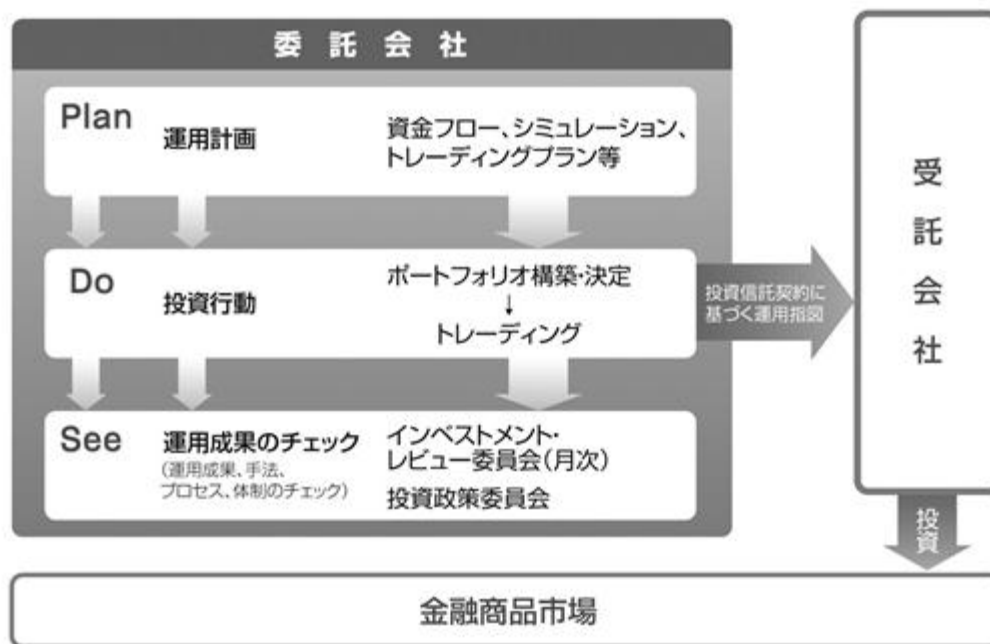 委託会社
Plan
運用計画
資金フロー、シミュレーション、
トレーディングプラン等
Do
投資行動
ポートフォリオ構築・決定
↓
トレーディング
投資信託契約に
基づく運用指図
See
運用成果のチェック
(運用成果、手法、
プロセス、体制のチェック)
インベストメント・
レビュー委員会(月次)
投資政策委員会
受託会社
投資
金融商品市場